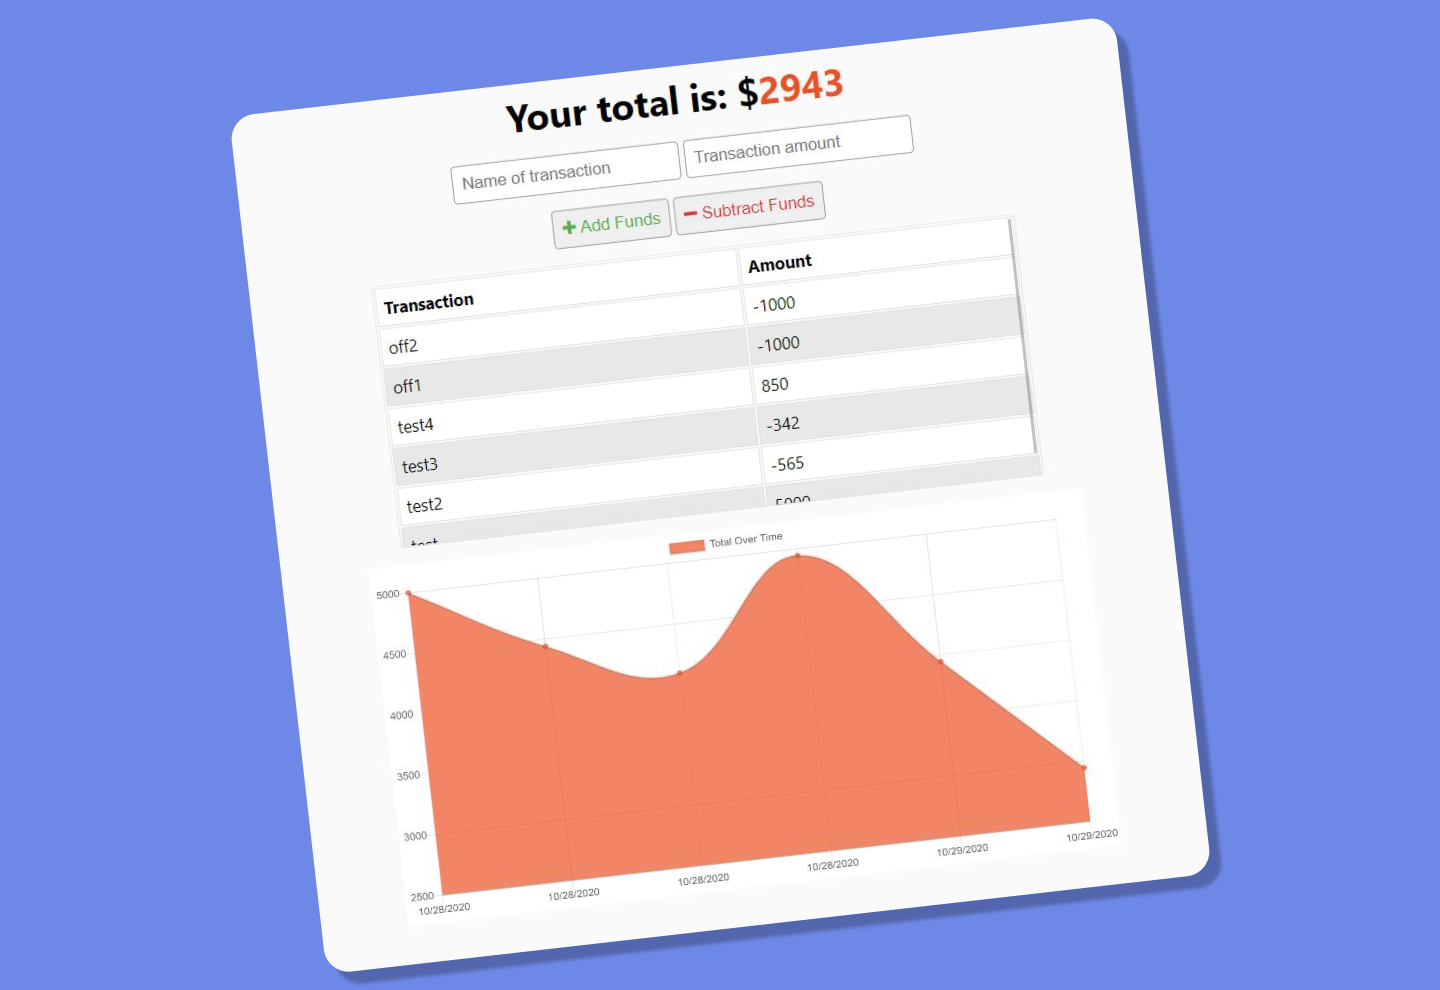 Your total is: $2943
Name of transaction Transaction amount
Add Funds Subtract Funds
Transaction Amount
off2 -1000
off1 -1000
test4 850
test3 -342
test2 -565
test 5000
Total Over Time
5000
4500
4000
3500
3000
2500
10/28/2020 10/28/2020 10/28/2020 10/28/2020 10/29/2020 10/29/2020